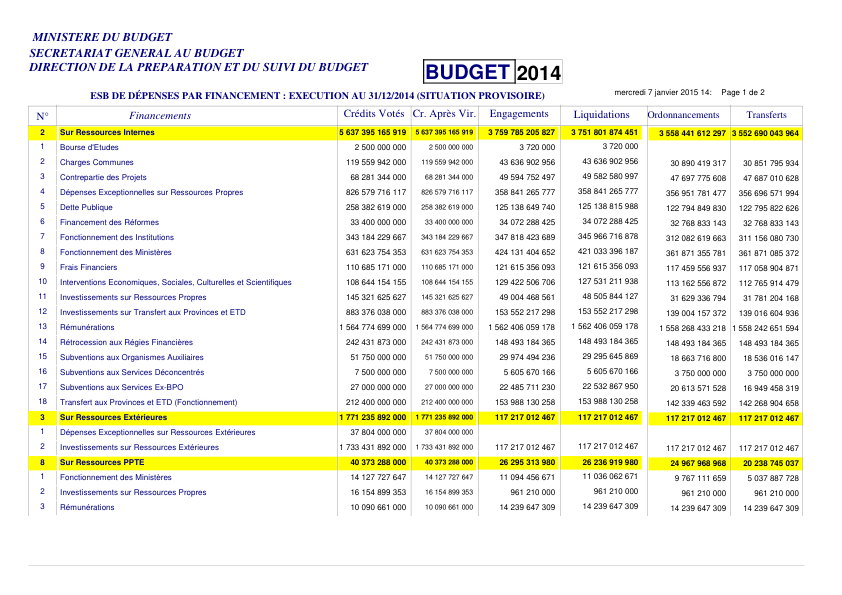 MINISTERE DU BUDGET
SECRETARIAT GENERAL AU BUDGET
DIRECTION DE LA PREPARATION ET DU SUIVI DU BUDGET
BUDGET 2014
ESB DE DÉPENSES PAR FINANCEMENT : EXECUTION AU 31/12/2014 (SITUATION PROVISOIRE)
mercredi 7 janvier 2015 14: Page 1 de 2
N° Financements Crédits Votés Cr. Après Vir. Engagements Liquidations Ordonnancements Transferts
2 Sur Ressources Internes 5 637 395 165 919 5 637 395 165 919 3 759 785 205 827 3 751 801 874 451 3 558 441 612 297 3 552 690 043 964
1 Bourse d'Etudes 2 500 000 000 2 500 000 000 3 720 000 3 720 000
2 Charges Communes 119 559 942 000 119 559 942 000 43 636 902 956 43 636 902 956 30 890 419 317 30 851 795 934
3 Contrepartie des Projets 68 281 344 000 68 281 344 000 49 594 752 497 49 582 580 997 47 697 775 608 47 687 010 628
4 Dépenses Exceptionnelles sur Ressources Propres 826 579 716 117 826 579 716 117 358 841 265 777 358 841 265 777 356 951 781 477 356 696 571 994
5 Dette Publique 258 382 619 000 258 382 619 000 125 138 649 740 125 138 815 988 122 794 849 830 122 795 822 626
6 Financement des Réformes 33 400 000 000 33 400 000 000 34 072 288 425 34 072 288 425 32 768 833 143 32 768 833 143
7 Fonctionnement des Institutions 343 184 229 667 343 184 229 667 347 818 423 689 345 966 716 878 312 082 619 663 311 156 080 730
8 Fonctionnement des Ministères 631 623 754 353 631 623 754 353 424 131 404 652 421 033 396 187 361 871 355 781 361 871 085 372
9 Frais Financiers 110 685 171 000 110 685 171 000 121 615 356 093 121 615 356 093 117 459 556 937 117 058 904 871
10 Interventions Economiques, Sociales, Culturelles et Scientifiques 108 644 154 155 108 644 154 155 129 422 506 706 127 531 211 938 113 162 556 872 112 765 914 479
11 Investissements sur Ressources Propres 145 321 625 627 145 321 625 627 49 004 468 561 48 505 844 127 31 629 336 794 31 781 204 168
12 Investissements sur Transfert aux Provinces et ETD 883 376 038 000 883 376 038 000 153 552 217 298 153 552 217 298 139 004 157 372 139 016 604 936
13 Rémunérations 1 564 774 699 000 1 564 774 699 000 1 562 406 059 178 1 562 406 059 178 1 558 268 433 218 1 558 242 651 594
14 Rétrocession aux Régies Financières 242 431 873 000 242 431 873 000 148 493 184 365 148 493 184 365 148 493 184 365 148 493 184 365
15 Subventions aux Organismes Auxiliaires 51 750 000 000 51 750 000 000 29 974 494 236 29 295 645 869 18 663 716 800 18 536 016 147
16 Subventions aux Services Déconcentrés 7 500 000 000 7 500 000 000 5 605 670 166 5 605 670 166 3 750 000 000 3 750 000 000
17 Subventions aux Services Ex-BPO 27 000 000 000 27 000 000 000 22 485 711 230 22 532 867 950 20 613 571 528 16 949 458 319
18 Transfert aux Provinces et ETD (Fonctionnement) 212 400 000 000 212 400 000 000 153 988 130 258 153 988 130 258 142 339 463 592 142 268 904 658
3 Sur Ressources Extérieures 1 771 235 892 000 1 771 235 892 000 117 217 012 467 117 217 012 467 117 217 012 467 117 217 012 467
1 Dépenses Exceptionnelles sur Ressources Extérieures 37 804 000 000 37 804 000 000
2 Investissements sur Ressources Extérieures 1 733 431 892 000 1 733 431 892 000 117 217 012 467 117 217 012 467 117 217 012 467 117 217 012 467
8 Sur Ressources PPTE 40 373 288 000 40 373 288 000 26 295 313 980 26 236 919 980 24 967 968 968 20 238 745 037
1 Fonctionnement des Ministères 14 127 727 647 14 127 727 647 11 094 456 671 11 036 062 671 9 767 111 659 5 037 887 728
2 Investissements sur Ressources Propres 16 154 899 353 16 154 899 353 961 210 000 961 210 000 961 210 000 961 210 000
3 Rémunérations 10 090 661 000 10 090 661 000 14 239 647 309 14 239 647 309 14 239 647 309 14 239 647 309